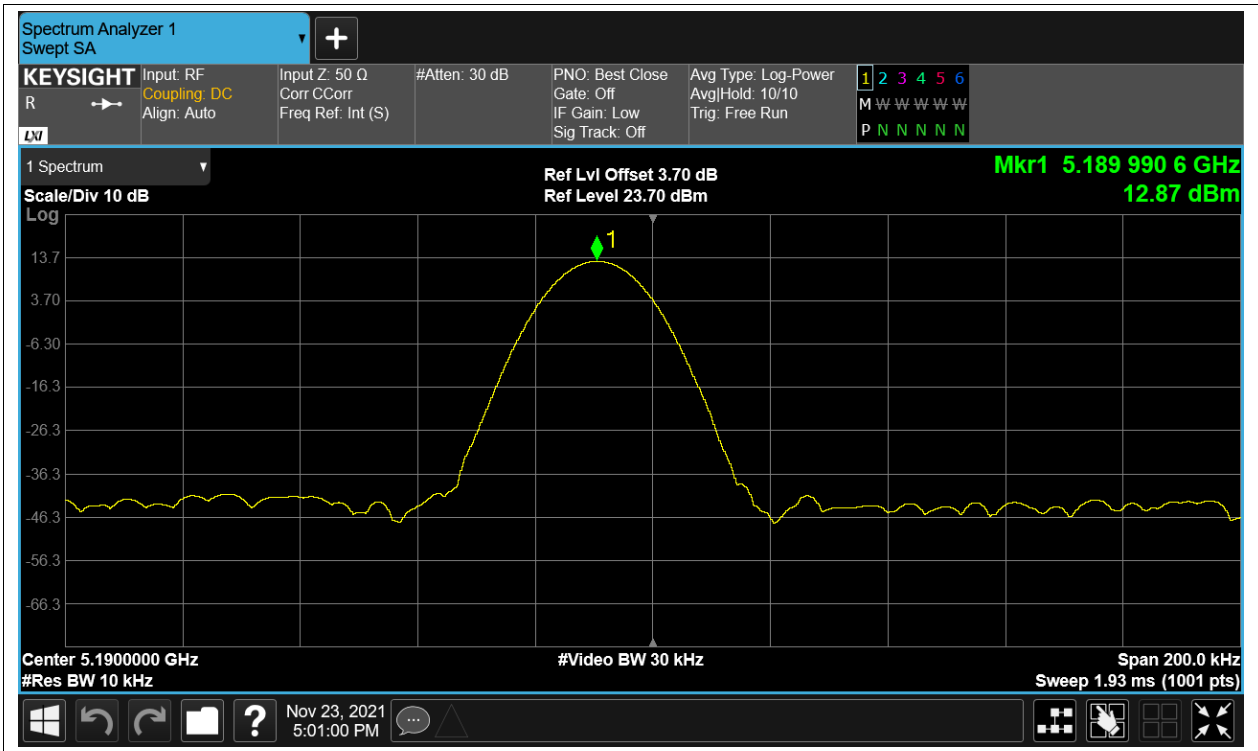 Spectrum Analyzer 1
Swept SA
KEYSIGHT
R
LXI
Input: RF
Coupling: DC
Align: Auto
Input Z: 50 Ω
Corr CCorr
Freq Ref: Int (S)
#Atten: 30 dB
PNO: Best Close
Gate: Off
IF Gain: Low
Sig Track: Off
Avg Type: Log-Power
Avg|Hold: 10/10
Trig: Free Run
1 2 3 4 5 6
M W W W W W
P N N N N N
1 Spectrum
Scale/Div 10 dB
Log
Ref Lvl Offset 3.70 dB
Ref Level 23.70 dBm
Mkr1 5.189 990 6 GHz
12.87 dBm
1
13.7
3.70
-6.30
-16.3
-26.3
-36.3
-46.3
-56.3
-66.3
Center 5.1900000 GHz
#Video BW 30 kHz
Span 200.0 kHz
#Res BW 10 kHz
Sweep 1.93 ms (1001 pts)
?
Nov 23, 2021
5:01:00 PM